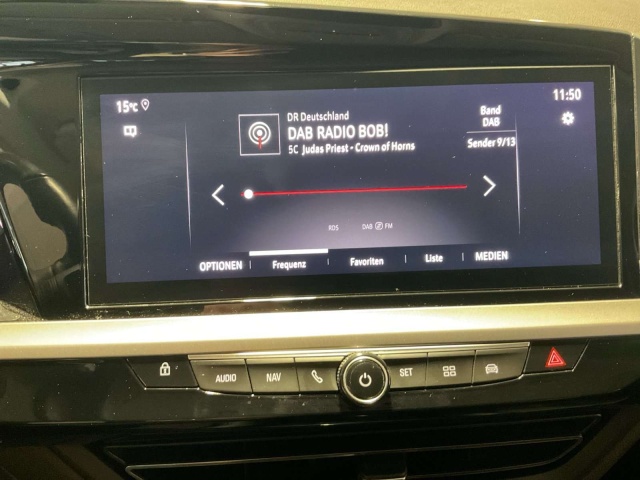 15°C
11:50
DR Deutschland
DAB RADIO BOB!
5C Judas Priest - Crown of Horns
Band
DAB
Sender 9/13
RDS DAB FM
OPTIONEN Frequenz Favoriten Liste MEDIEN
AUDIO NAV SET